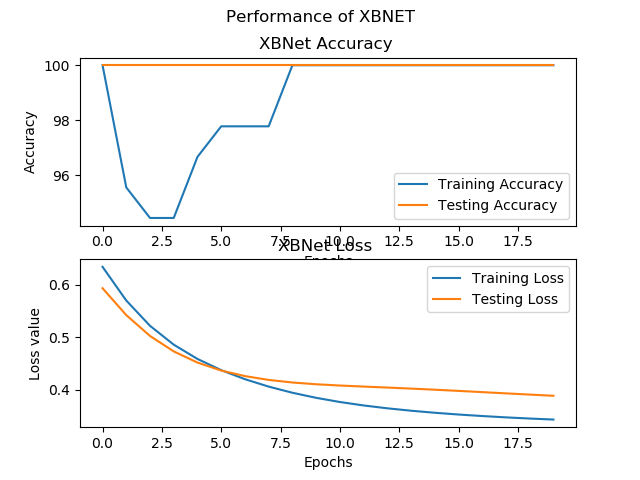 Performance of XBNET
XBNet Accuracy
100
98
96
Accuracy
Training Accuracy
Testing Accuracy
0.0 2.5 5.0 7.5 10.0 12.5 15.0 17.5
Epochs
XBNet Loss
0.6
0.5
0.4
Loss value
Training Loss
Testing Loss
0.0 2.5 5.0 7.5 10.0 12.5 15.0 17.5
Epochs